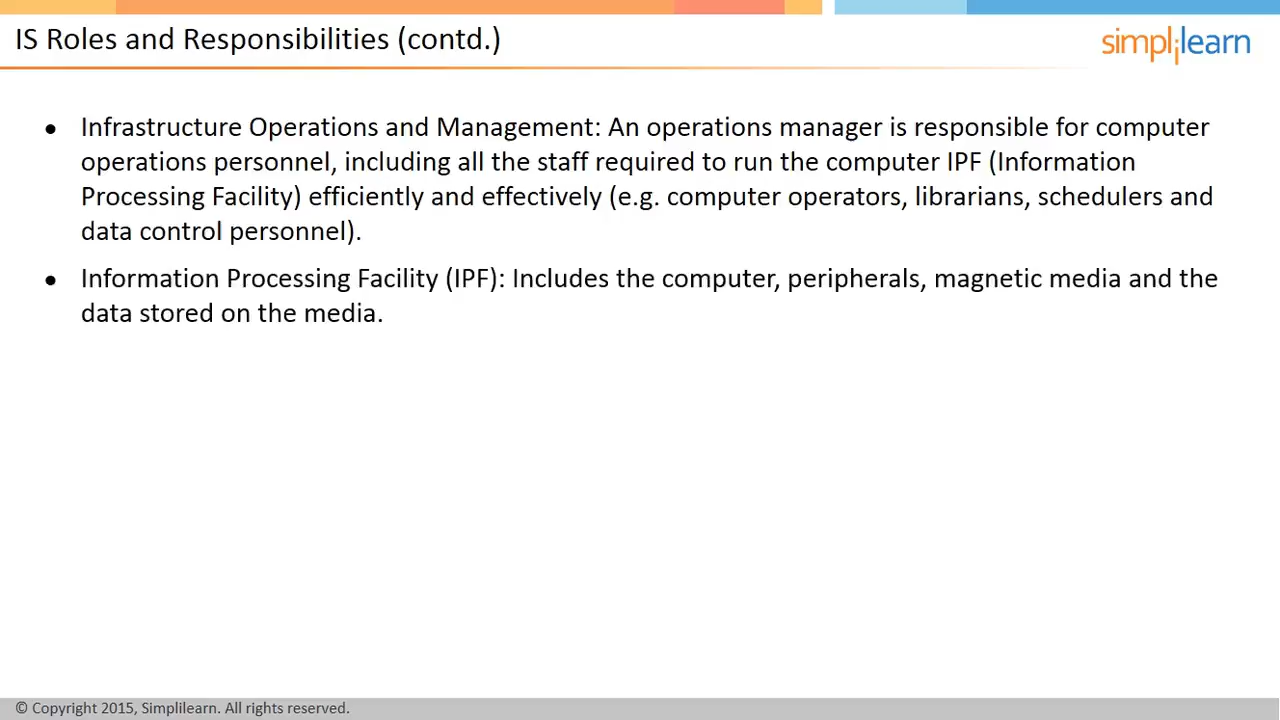 IS Roles and Responsibilities (contd.)
simplilearn
• Infrastructure Operations and Management: An operations manager is responsible for computer
operations personnel, including all the staff required to run the computer IPF (Information
Processing Facility) efficiently and effectively (e.g. computer operators, librarians, schedulers and
data control personnel).
• Information Processing Facility (IPF): Includes the computer, peripherals, magnetic media and the
data stored on the media.
© Copyright 2015, Simplilearn. All rights reserved.